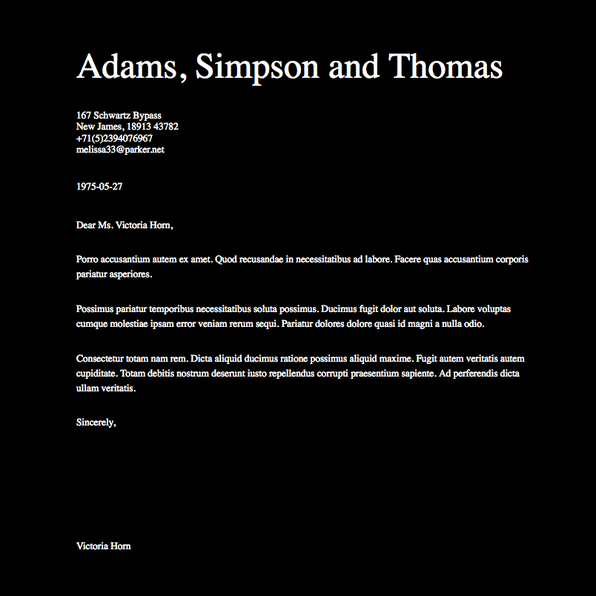 Adams, Simpson and Thomas
167 Schwartz Bypass
New James, 18913 43782
+71(5)2394076967
melissa33@parker.net
1975-05-27
Dear Ms. Victoria Horn,
Porro accusantium autem ex amet. Quod recusandae in necessitatibus ad labore. Facere quas accusantium corporis
pariatur asperiores.
Possimus pariatur temporibus necessitatibus soluta possimus. Ducimus fugit dolor aut soluta. Labore voluptas
cumque molestiae ipsam error veniam rerum sequi. Pariatur dolores dolore quasi id magni a nulla odio.
Consectetur totam nam rem. Dicta aliquid ducimus ratione possimus aliquid maxime. Fugit autem veritatis autem
cupiditate. Totam debitis nostrum deserunt iusto repellendus corrupti praesentium sapiente. Ad perferendis dicta
ullam veritatis.
Sincerely,
Victoria Horn